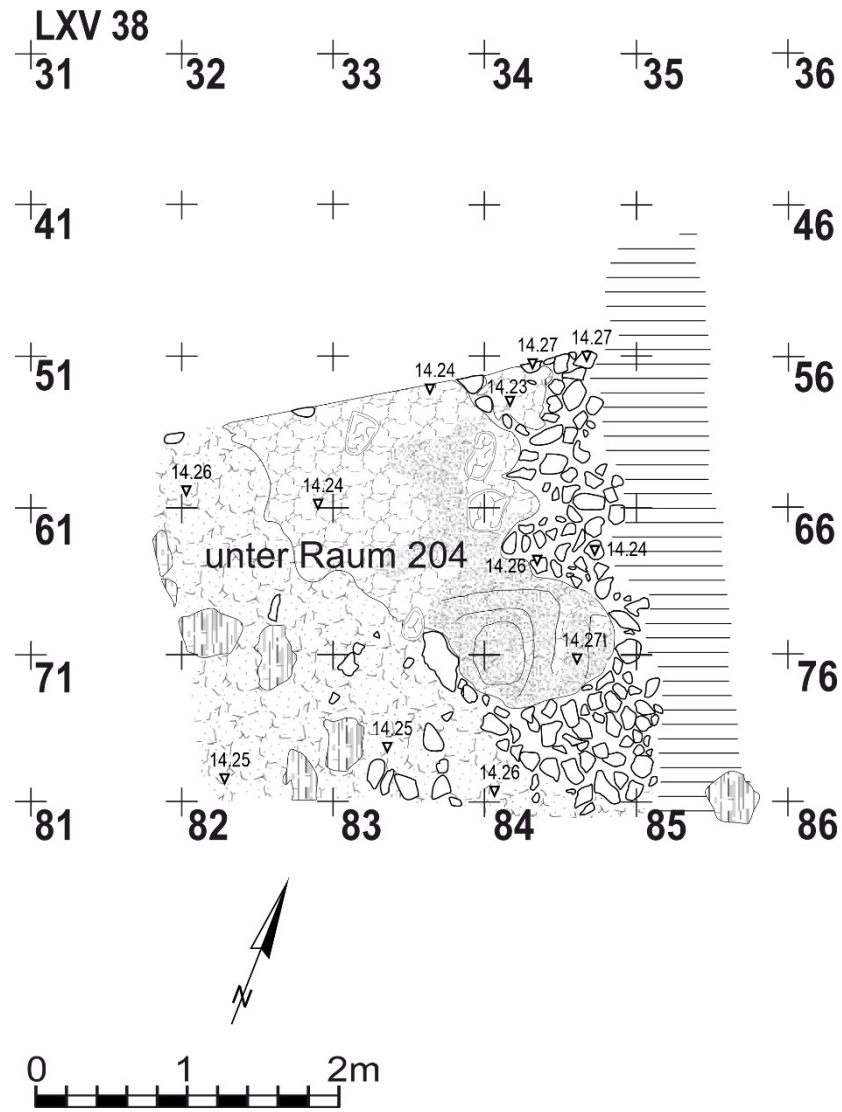 LXV 38
31 32 33 34 35 36
41 46
51 14.24 14.27 14.27 56
14.23
14.26 14.24
61 66
unter Raum 204 14.26 14.24
71 14.27! 76
14.25 14.25 14.26
81 82 83 84 85 86
N
0 1 2m